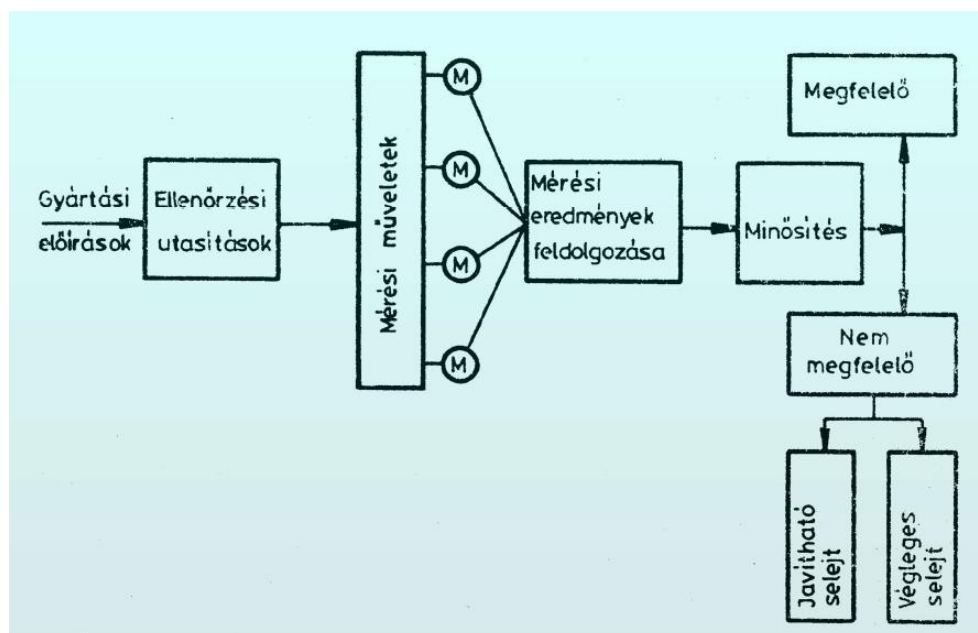 Gyártási
előírások
Ellenőrzési
utasítások
Mérési műveletek
M
M
M
M
Mérési
eredmények
feldolgozása
Minősítés
Megfelelő
Nem
megfelelő
Javítható
selejt
Végleges
selejt